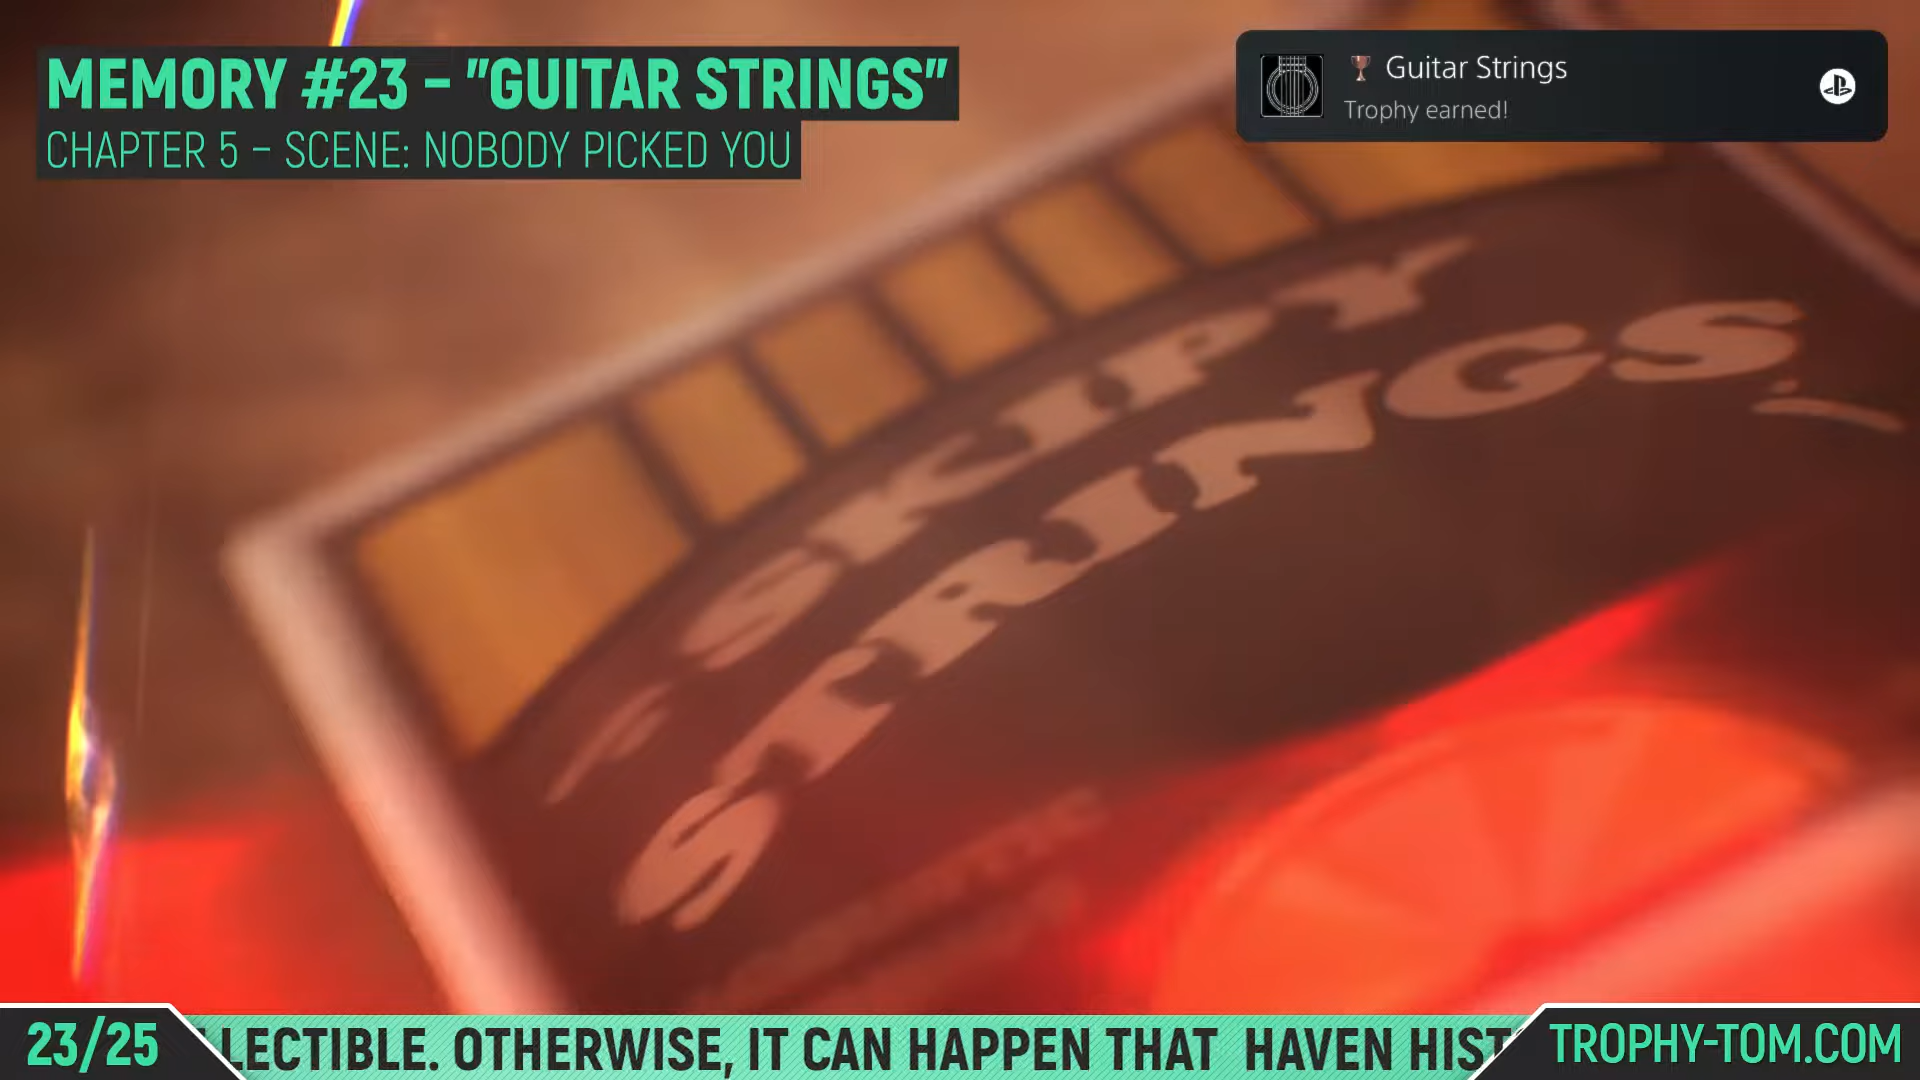 MEMORY #23 – "GUITAR STRINGS"
CHAPTER 5 – SCENE: NOBODY PICKED YOU
Guitar Strings
Trophy earned!
SKIPY
STRINGS
23/25
LECTIBLE. OTHERWISE, IT CAN HAPPEN THAT HAVEN HIST
TROPHY-TOM.COM